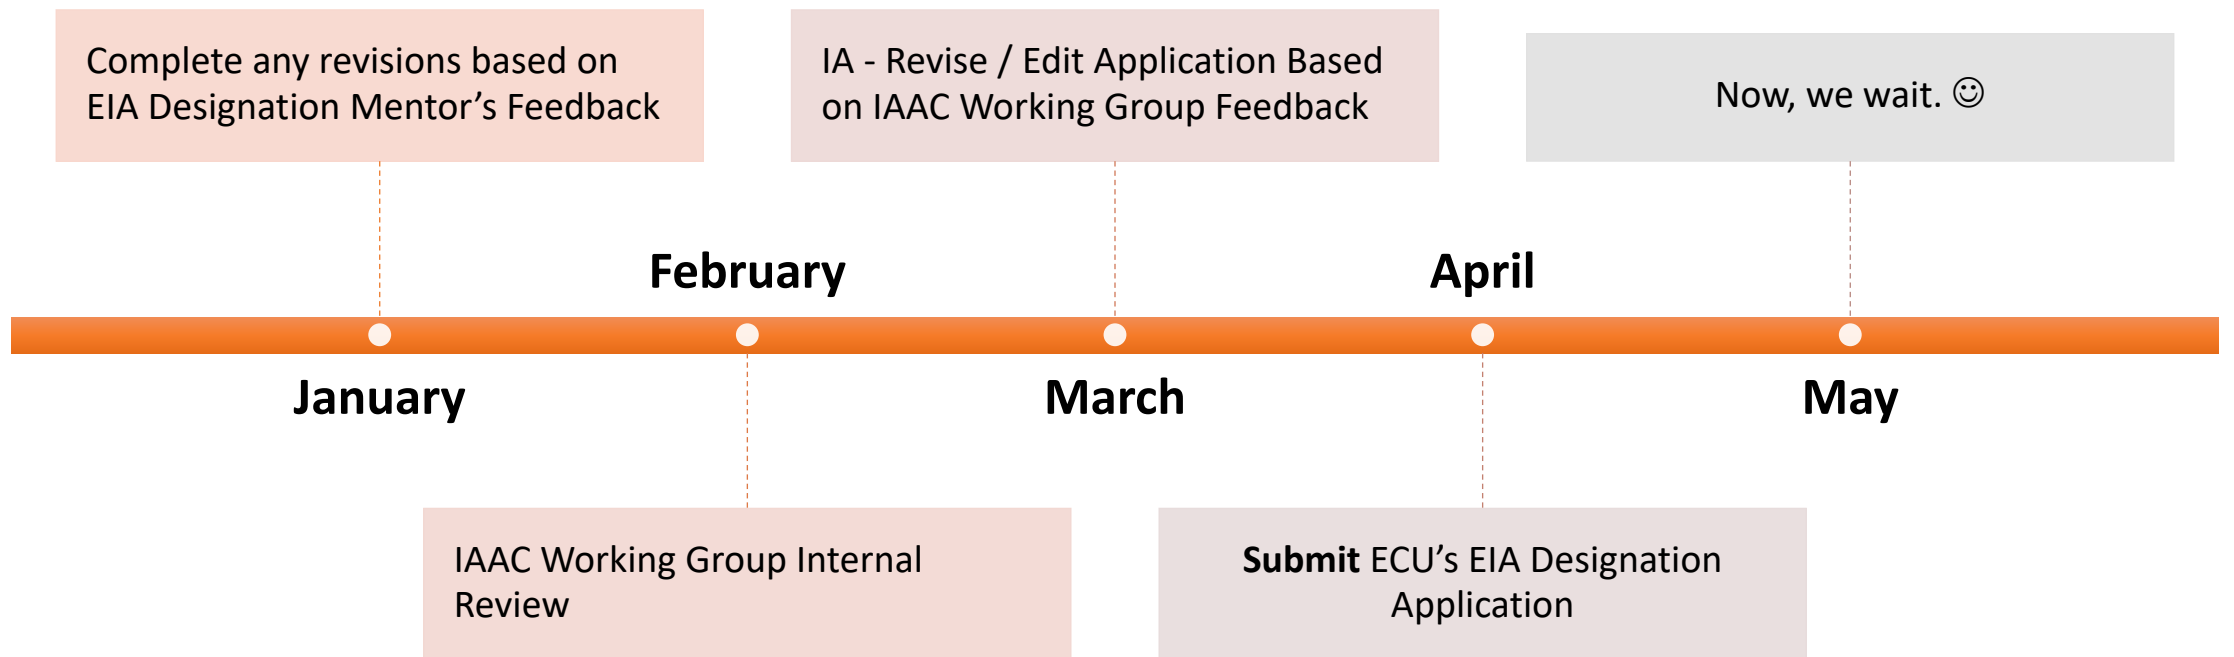 Complete any revisions based on
EIA Designation Mentor’s Feedback
IA - Revise / Edit Application Based
on IAAC Working Group Feedback
Now, we wait. ☺
February
April
January
March
May
IAAC Working Group Internal
Review
Submit ECU’s EIA Designation
Application